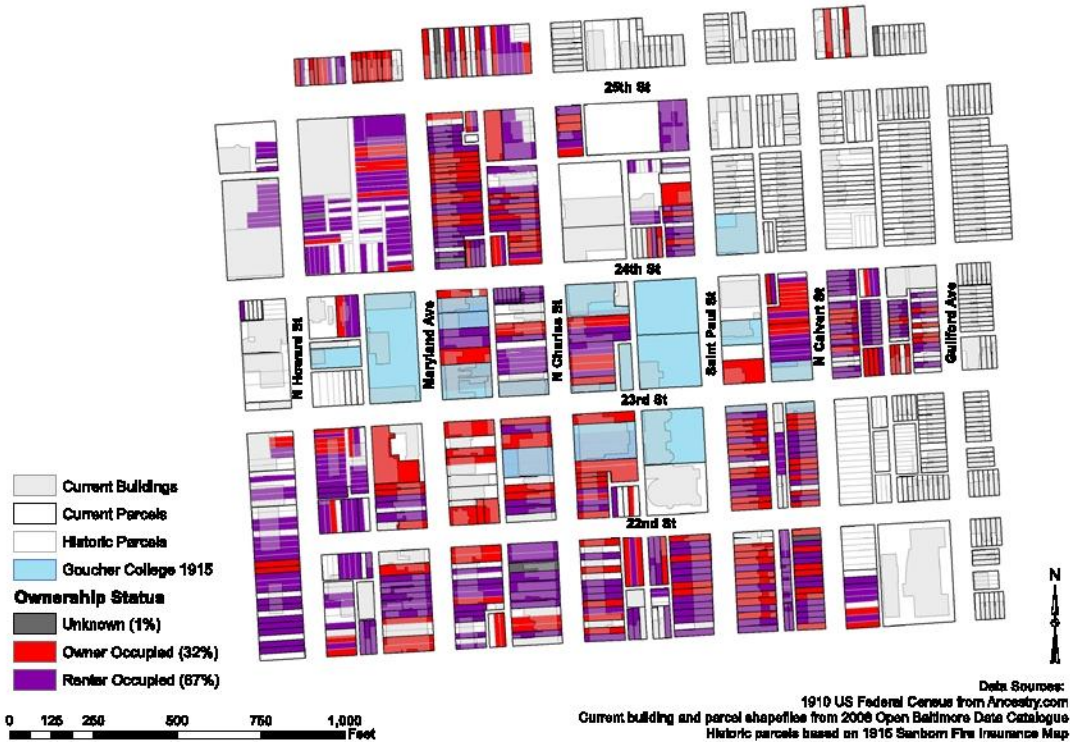 25th St
24th St
N Howard St
Maryland Ave
N Charles St
Saint Paul St
N Calvert St
Guilford Ave
23rd St
22nd St
Current Buildings
Current Parcels
Historic Parcels
Goucher College 1915
Ownership Status
Unknown (1%)
Owner Occupied (32%)
Renter Occupied (67%)
0 125 250 500 750 1,000
Feet
N
Data Sources:
1910 US Federal Census from Ancestry.com
Current building and parcel shapefiles from 2008 Open Baltimore Data Catalogue
Historic parcels based on 1915 Sanborn Fire Insurance Map